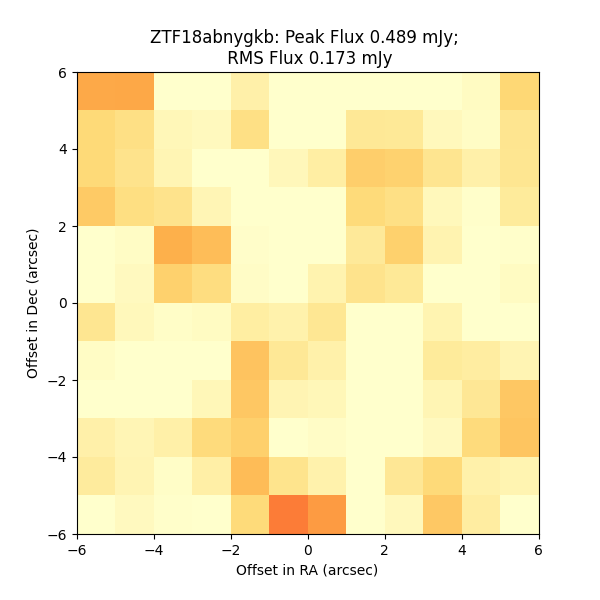 ZTF18abnygkb: Peak Flux 0.489 mJy;
RMS Flux 0.173 mJy
6
4
2
0
−2
−4
−6
Offset in Dec (arcsec)
−6 −4 −2 0 2 4 6
Offset in RA (arcsec)